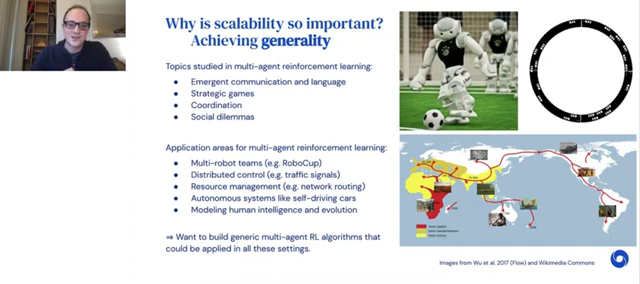 Why is scalability so important?
Achieving generality
Topics studied in multi-agent reinforcement learning:
● Emergent communication and language
● Strategic games
● Coordination
● Social dilemmas
Application areas for multi-agent reinforcement learning:
● Multi-robot teams (e.g. RoboCup)
● Distributed control (e.g. traffic signals)
● Resource management (e.g. network routing)
● Autonomous systems like self-driving cars
● Modeling human intelligence and evolution
⇒ Want to build generic multi-agent RL algorithms that
could be applied in all these settings.
Images from Wu et al. 2017 (Flow) and Wikimedia Commons